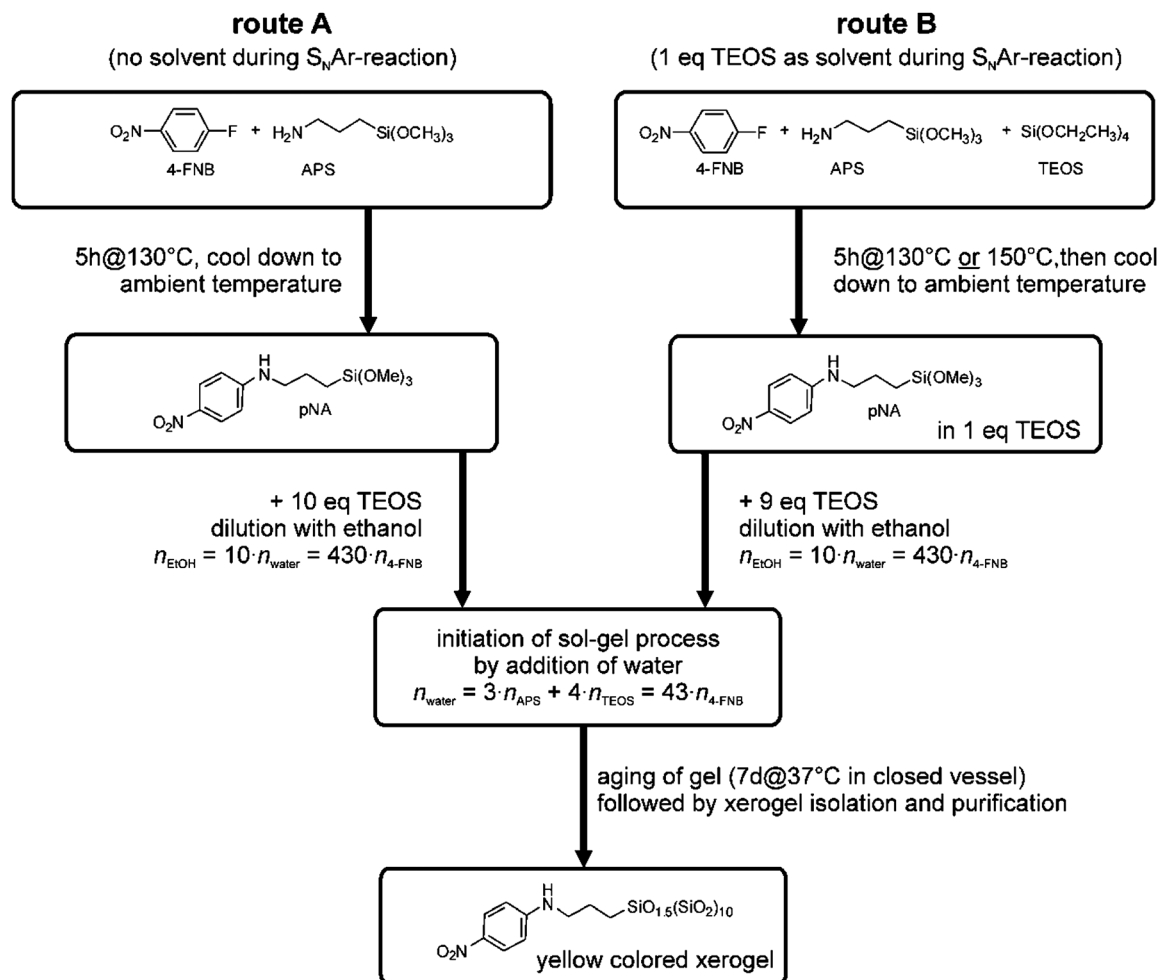 route A
(no solvent during SNAr-reaction)
O2N
F
+
H2N
Si(OCH3)3
4-FNB
APS
5h@130°C, cool down to
ambient temperature
H
N
Si(OMe)3
pNA
O2N
+ 10 eq TEOS
dilution with ethanol
nEtOH = 10·nwater = 430·n4-FNB
route B
(1 eq TEOS as solvent during SNAr-reaction)
O2N
F
+
H2N
Si(OCH3)3
+
Si(OCH2CH3)4
4-FNB
APS
TEOS
5h@130°C or 150°C,then cool
down to ambient temperature
H
N
Si(OMe)3
pNA
O2N
in 1 eq TEOS
+ 9 eq TEOS
dilution with ethanol
nEtOH = 10·nwater = 430·n4-FNB
initiation of sol-gel process
by addition of water
nwater = 3·nAPS + 4·nTEOS = 43·n4-FNB
aging of gel (7d@37°C in closed vessel)
followed by xerogel isolation and purification
H
N
SiO1.5(SiO2)10
O2N
yellow colored xerogel